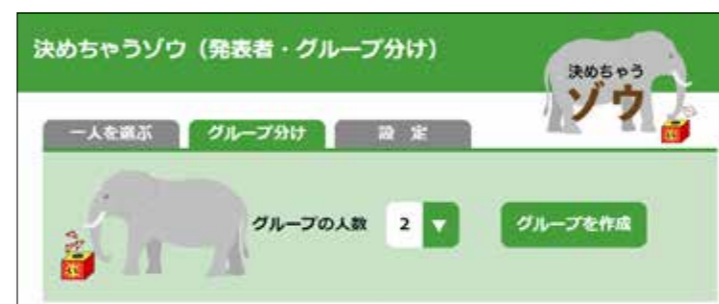 決めちゃうゾウ（発表者・グループ分け）
決めちゃう
ゾウ
一人を選ぶ グループ分け 設 定
グループの人数 2 ▼ グループを作成